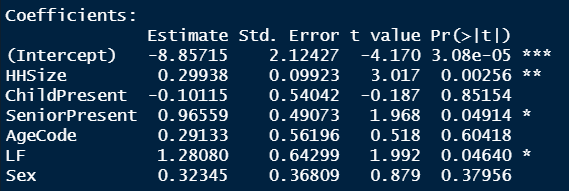 Coefficients:
Estimate Std. Error t value Pr(>|t|)
(Intercept) -8.85715 2.12427 -4.170 3.08e-05 ***
HHSize 0.29938 0.09923 3.017 0.00256 **
ChildPresent -0.10115 0.54042 -0.187 0.85154
SeniorPresent 0.96559 0.49073 1.968 0.04914 *
AgeCode 0.29133 0.56196 0.518 0.60418
LF 1.28080 0.64299 1.992 0.04640 *
Sex 0.32345 0.36809 0.879 0.37956